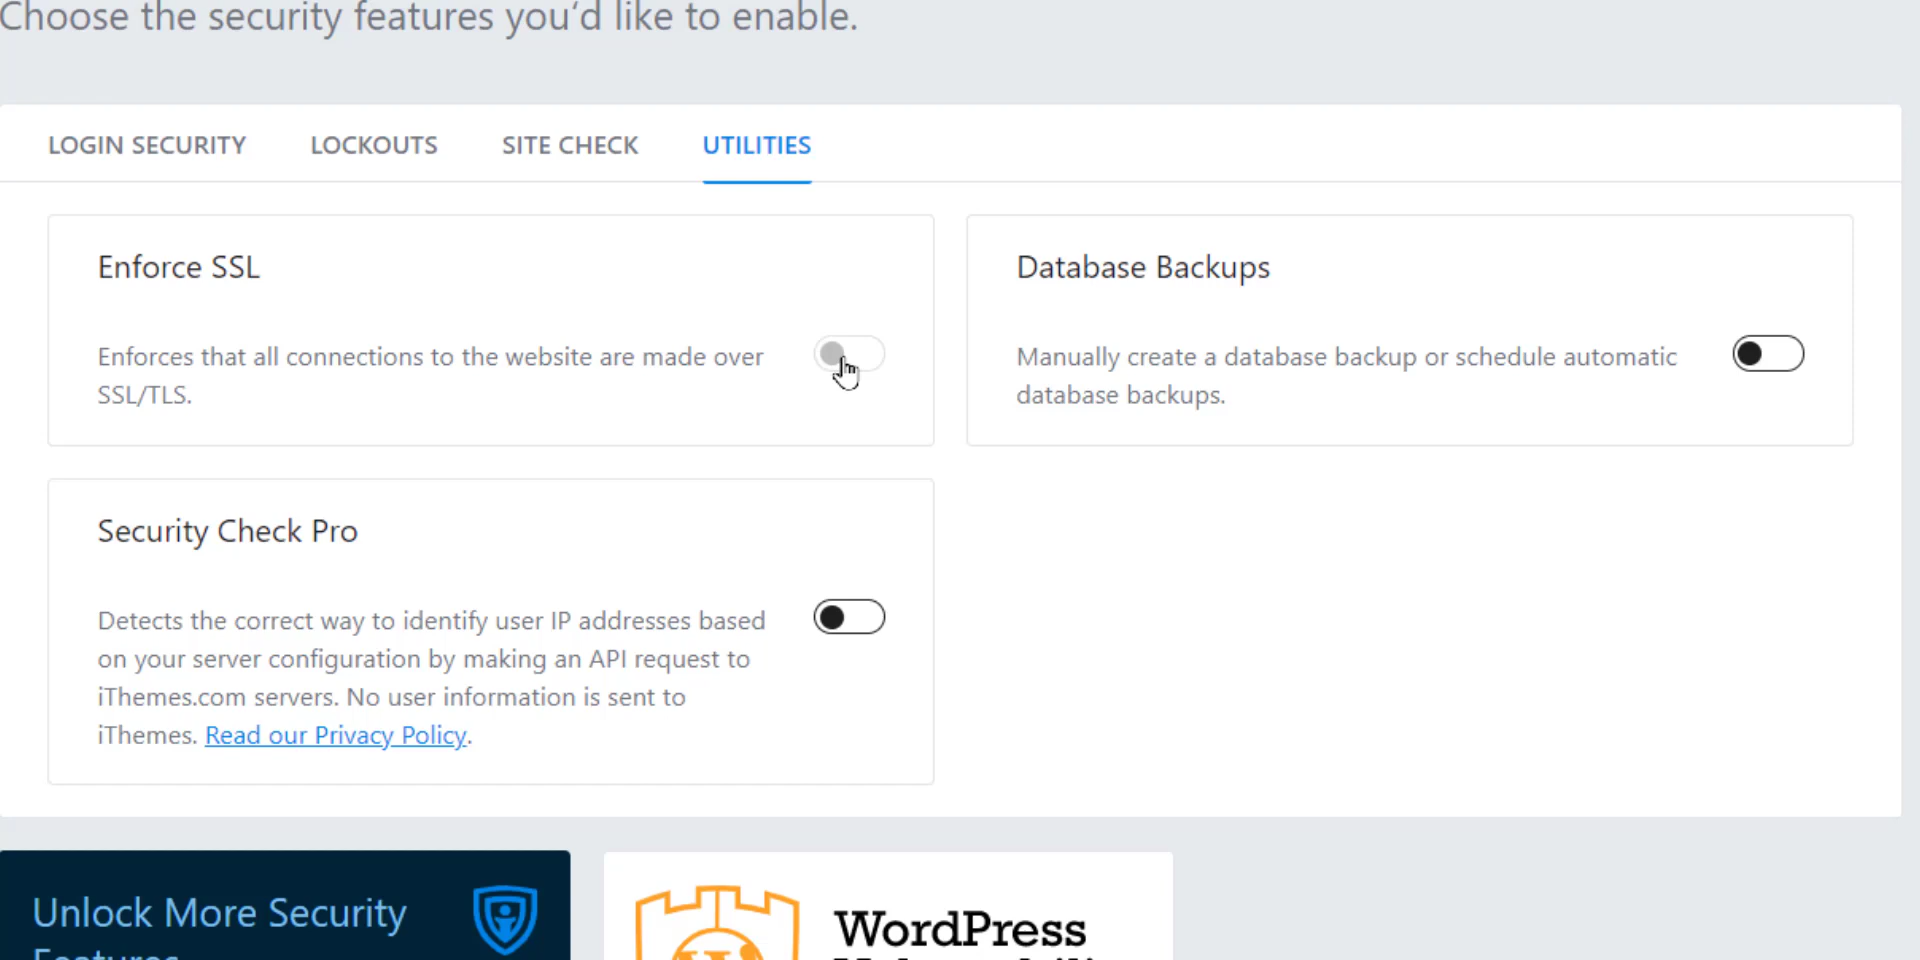 Choose the security features you'd like to enable.
LOGIN SECURITY
LOCKOUTS
SITE CHECK
UTILITIES
Enforce SSL
Enforces that all connections to the website are made over
SSL/TLS.
Database Backups
Manually create a database backup or schedule automatic
database backups.
Security Check Pro
Detects the correct way to identify user IP addresses based
on your server configuration by making an API request to
iThemes.com servers. No user information is sent to
iThemes. Read our Privacy Policy.
Unlock More Security
Features
WordPress